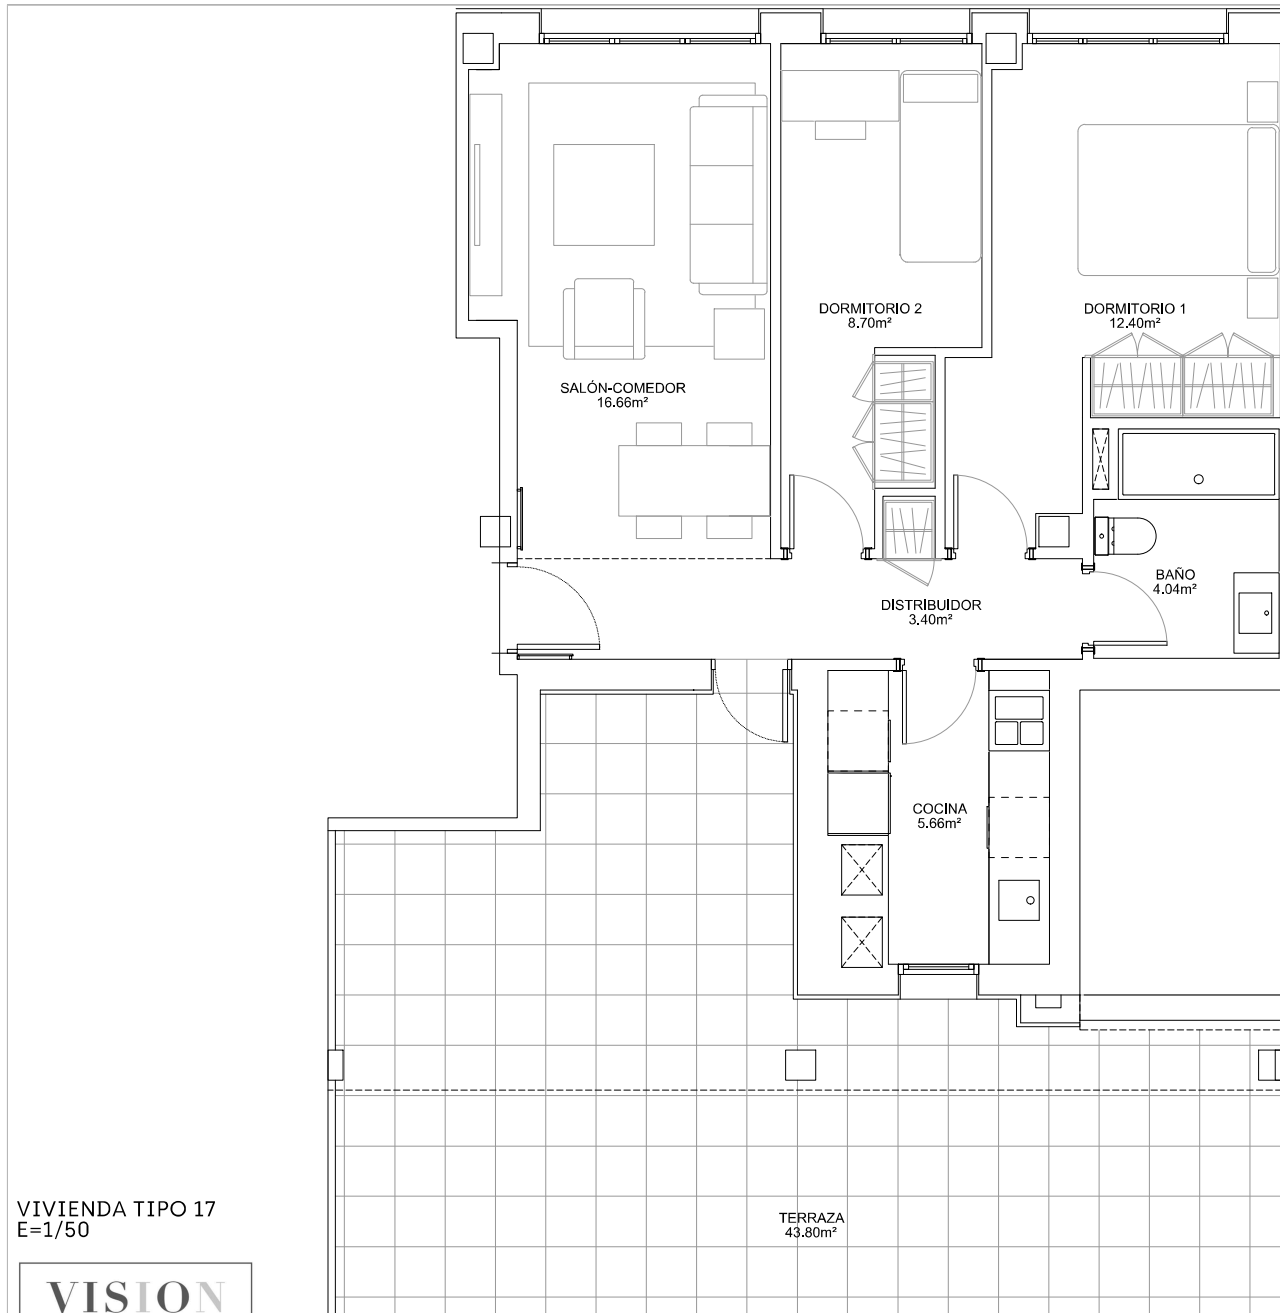 DORMITORIO 2
8.70m²
DORMITORIO 1
12.40m²
SALÓN-COMEDOR
16.66m²
BAÑO
4.04m²
DISTRIBUIDOR
3.40m²
COCINA
5.66m²
TERRAZA
43.80m²
VIVIENDA TIPO 17
E=1/50
VISION